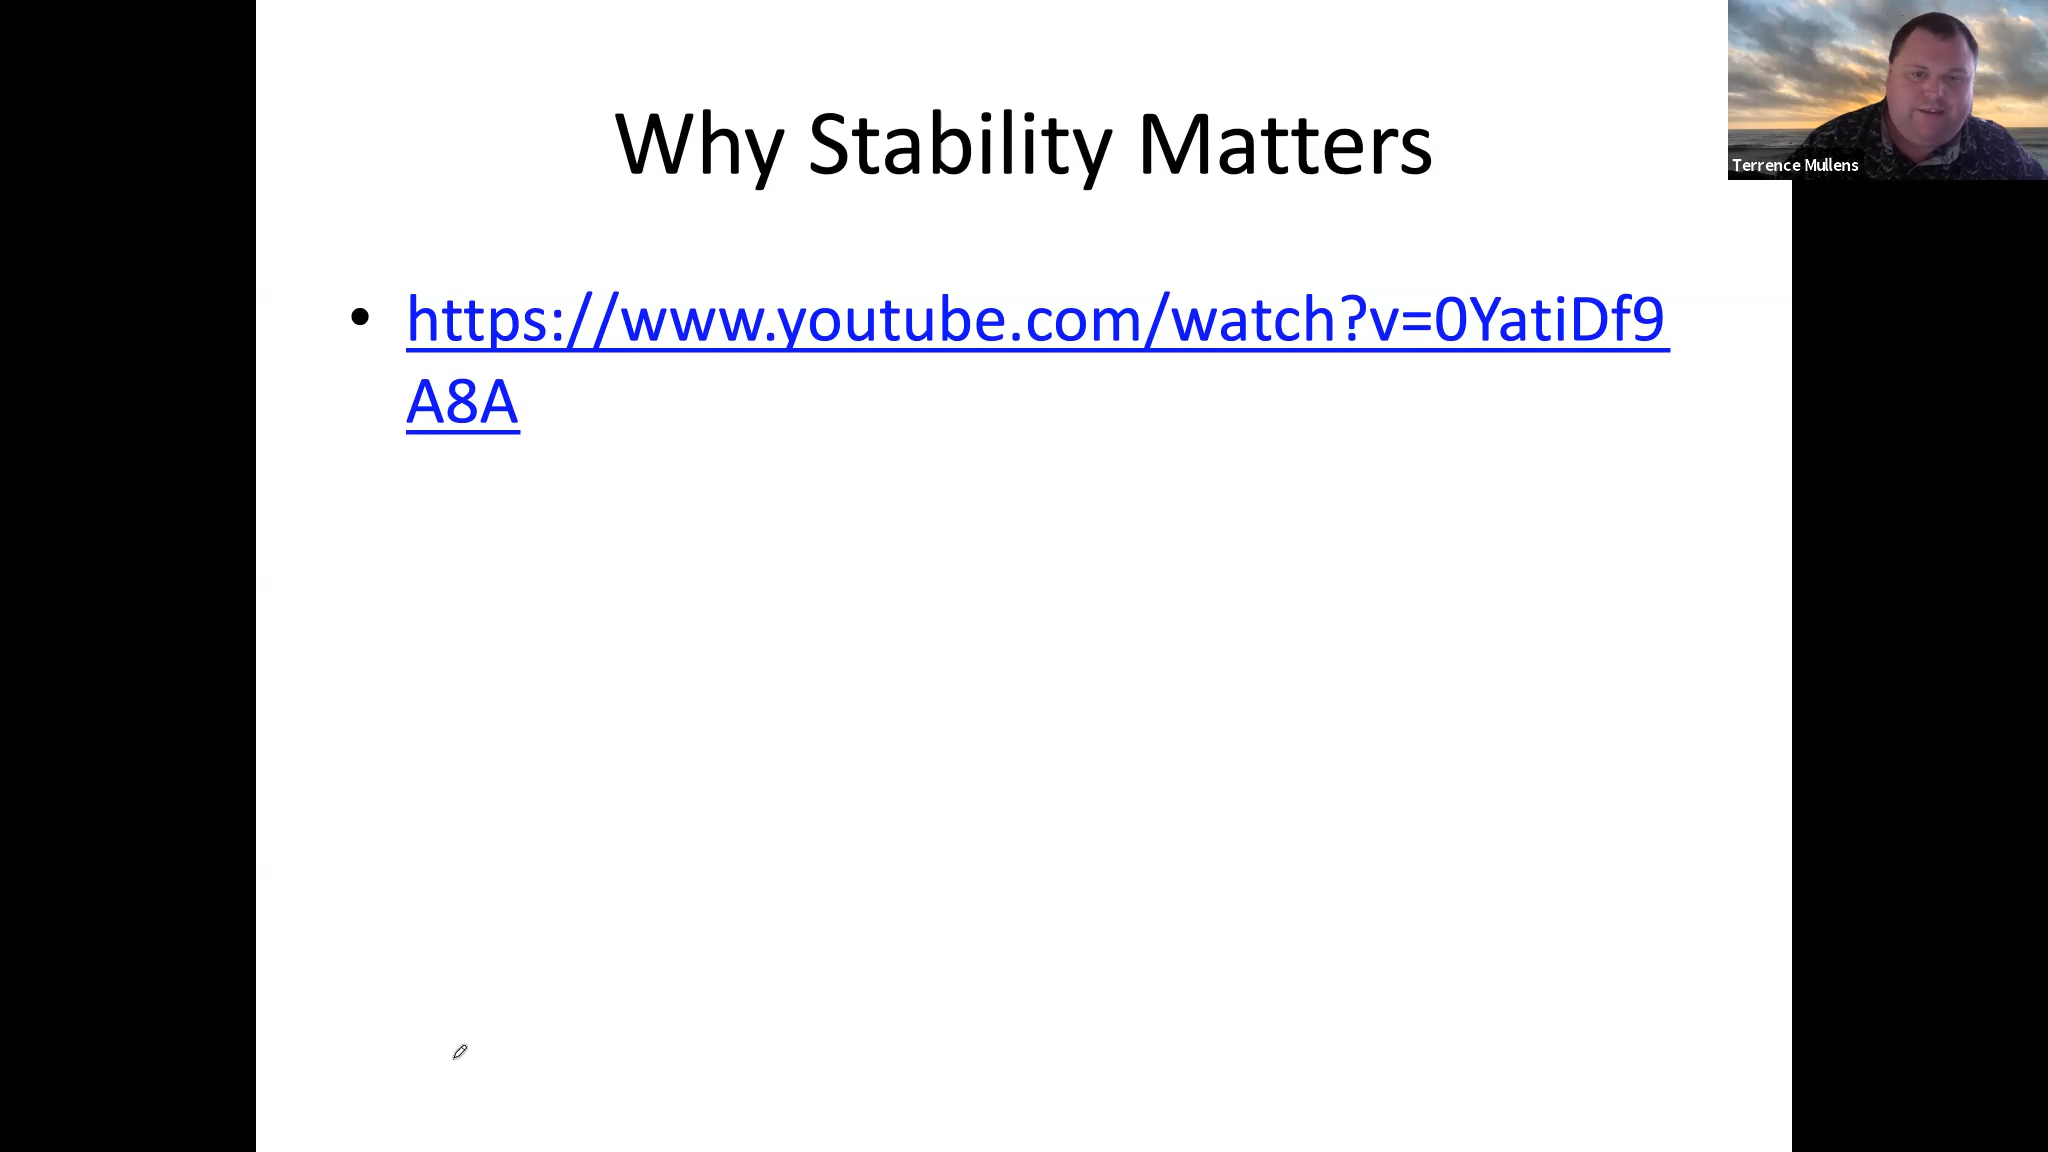 Why Stability Matters
Terrence Mullens
• https://www.youtube.com/watch?v=0YatiDf9
A8A